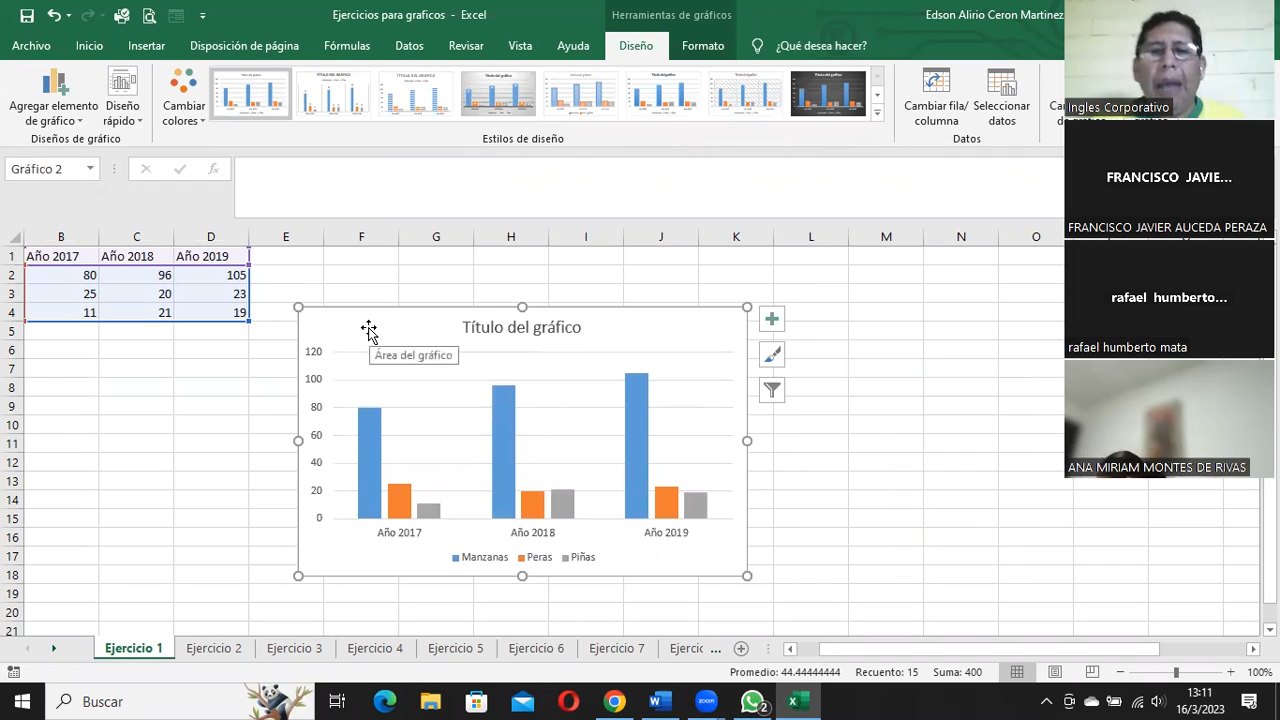 Ejercicios para graficos - Excel
Herramientas de gráficos
Edson Alirio Ceron Martinez
Archivo Inicio Insertar Disposición de página Fórmulas Datos Revisar Vista Ayuda Diseño Formato ¿Qué desea hacer?
Agregar elemento de gráfico
Diseño rápido
Cambiar colores
Cambiar fila/ columna
Seleccionar datos
Diseños de gráfico
Estilos de diseño
Datos
Gráfico 2
fx
B C D E F G H I J K L M N O
1 Año 2017 Año 2018 Año 2019
2 80 96 105
3 25 20 23
4 11 21 19
5
6
7
8
9
10
11
12
13
14
15
16
17
18
19
20
21
Título del gráfico
Área del gráfico
120
100
80
60
40
20
0
Año 2017 Año 2018 Año 2019
Manzanas Peras Piñas
Ingles Corporativo
FRANCISCO JAVIE...
FRANCISCO JAVIER AUCEDA PERAZA
rafael humberto...
rafael humberto mata
ANA MIRIAM MONTES DE RIVAS
Ejercicio 1 Ejercicio 2 Ejercicio 3 Ejercicio 4 Ejercicio 5 Ejercicio 6 Ejercicio 7 Ejercic ...
Promedio: 44.44444444 Recuento: 15 Suma: 400 100%
Buscar
2
13:11
16/3/2023